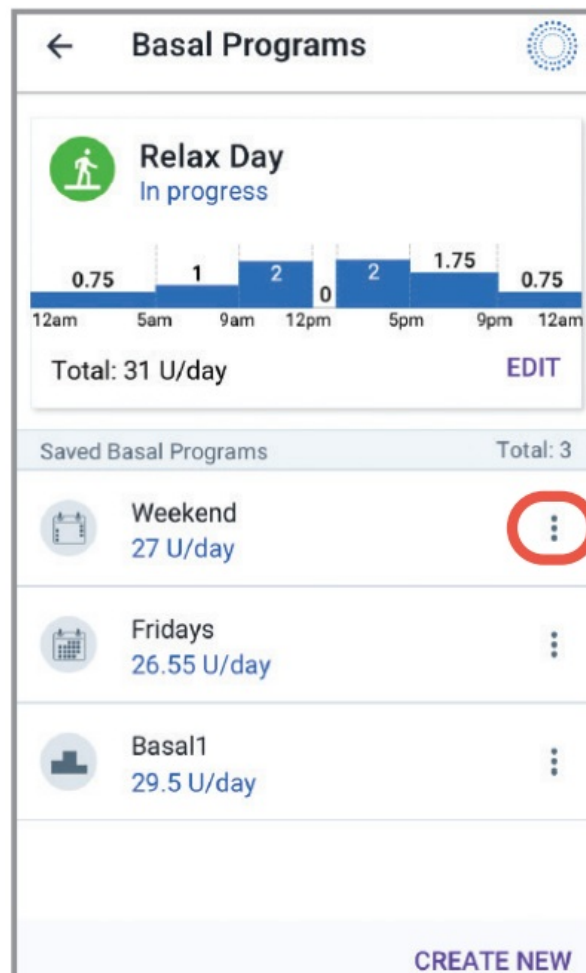 Basal Programs
Relax Day
In progress
0.75 1 2 0 2 1.75 0.75
12am 5am 9am 12pm 5pm 9pm 12am
Total: 31 U/day EDIT
Saved Basal Programs Total: 3
Weekend
27 U/day
Fridays
26.55 U/day
Basal1
29.5 U/day
CREATE NEW